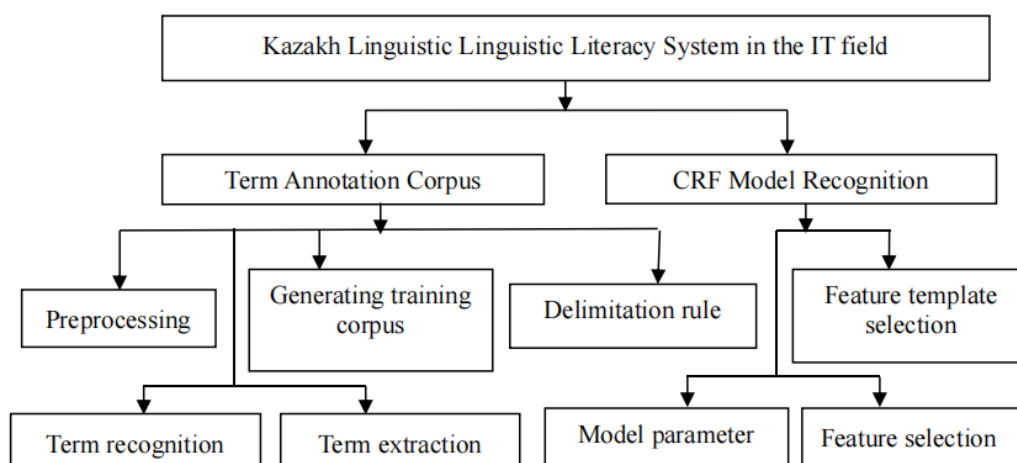 Kazakh Linguistic Linguistic Literacy System in the IT field
Term Annotation Corpus
CRF Model Recognition
Preprocessing
Generating training
corpus
Delimitation rule
Feature template
selection
Term recognition
Term extraction
Model parameter
Feature selection